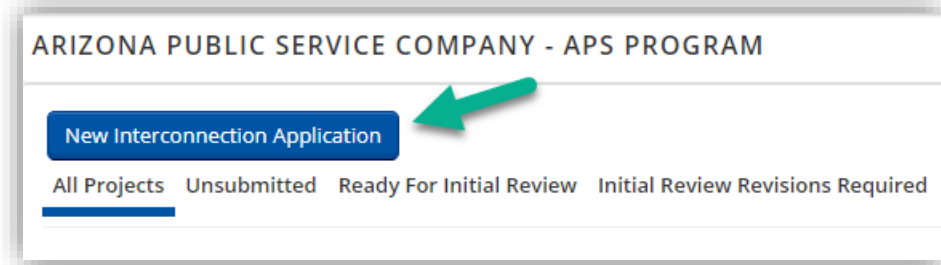 ARIZONA PUBLIC SERVICE COMPANY - APS PROGRAM
New Interconnection Application
All Projects Unsubmitted Ready For Initial Review Initial Review Revisions Required